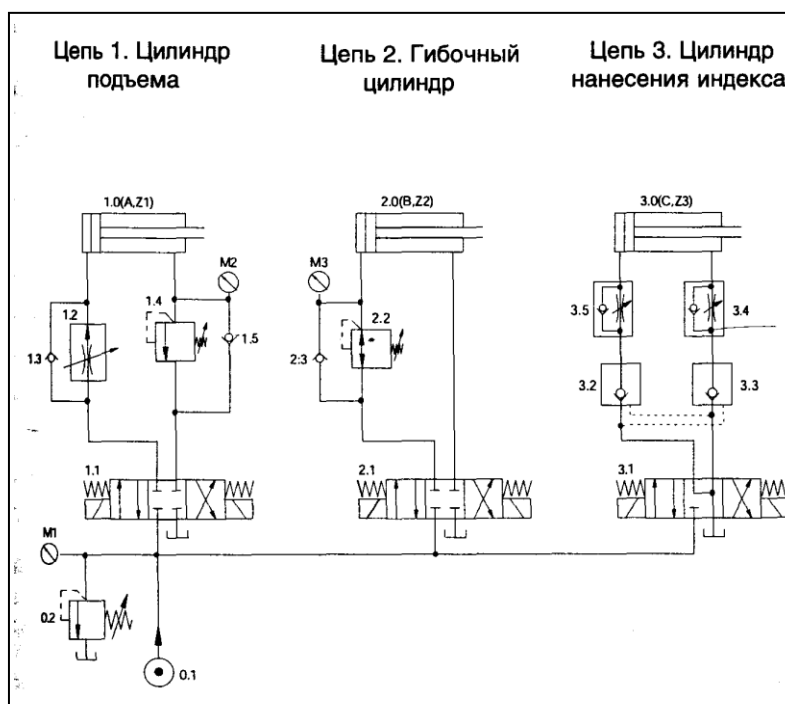 Цепь 1. Цилиндр
подъема
Цепь 2. Гибочный
цилиндр
Цепь 3. Цилиндр
нанесения индекса
1.0(A,Z1)
2.0(B,Z2)
3.0(C,Z3)
M2
M3
1.4
1.2
1.3
1.5
2.2
2:3
3.5
3.4
3.2
3.3
1.1
2.1
3.1
M1
0.2
0.1